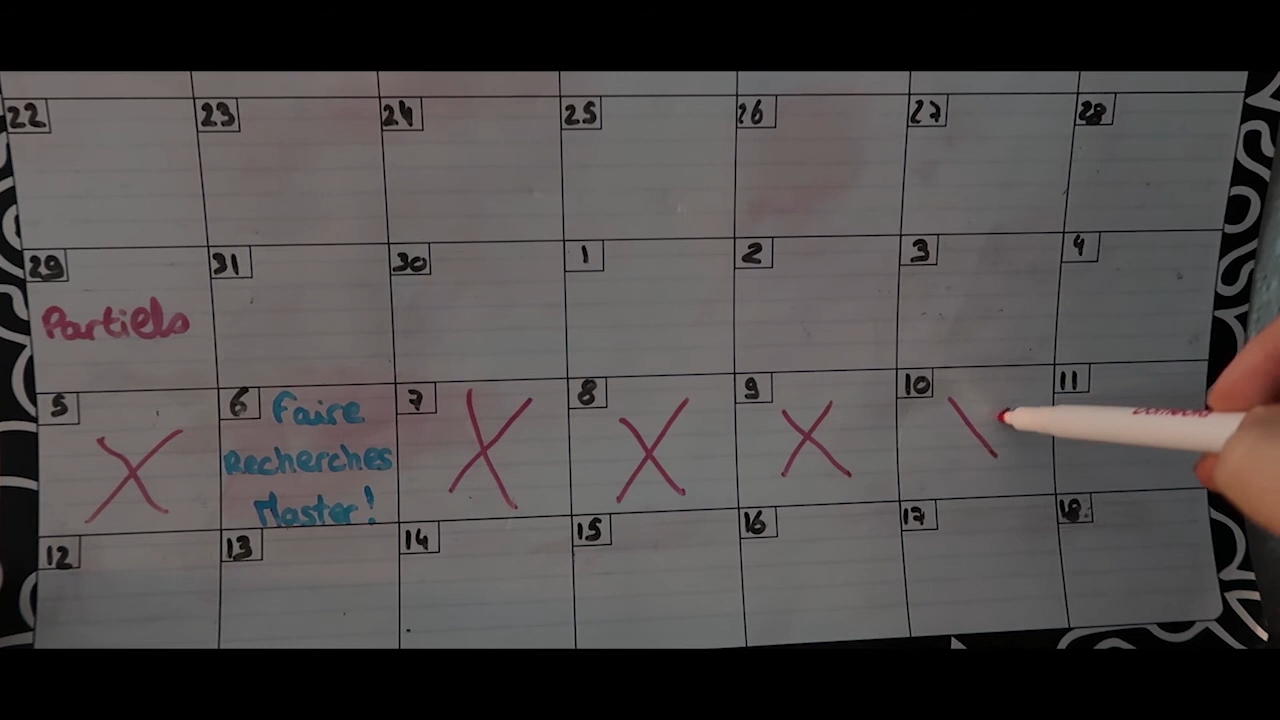 22 23 24 25 26 27 28
29 31 30 1 2 3 4
Partiels
5 6 7 8 9 10 11
Faire
Recherches
Master!
12 13 14 15 16 17 18